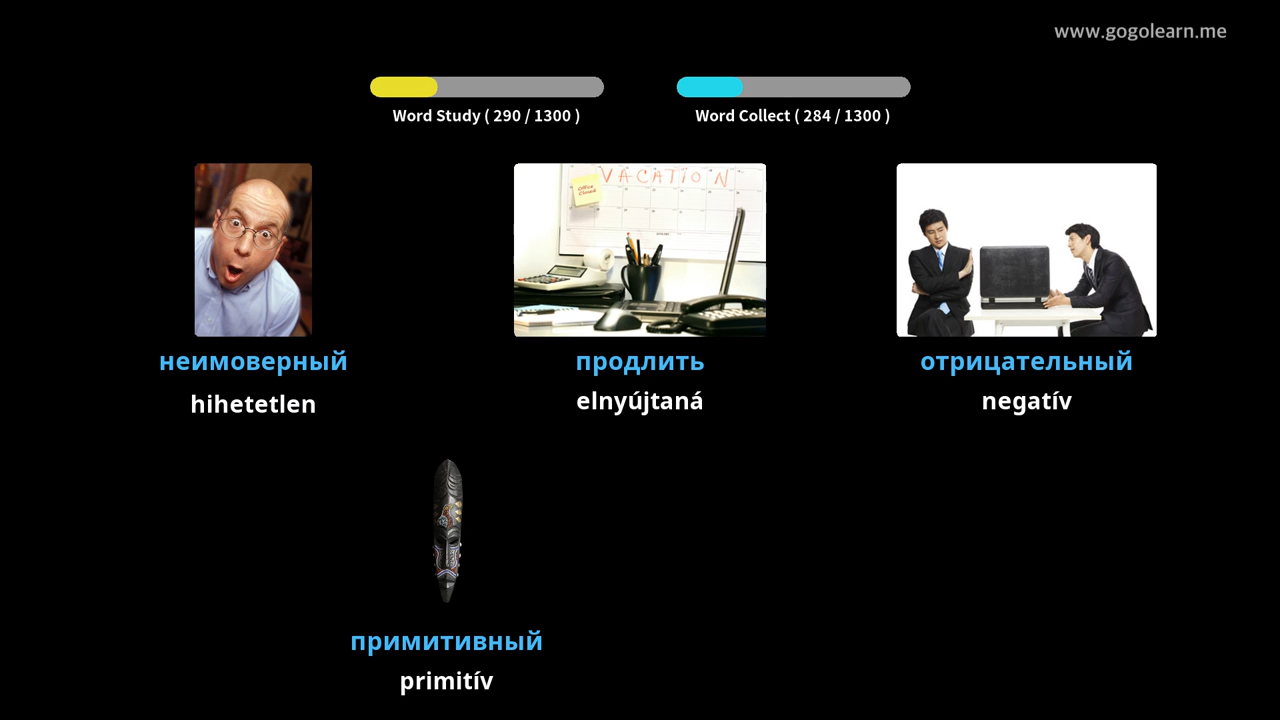 www.gogolearn.me
Word Study ( 290 / 1300 )
Word Collect ( 284 / 1300 )
VACATION
неимоверный
hihetetlen
продлить
elnyújtaná
отрицательный
negatív
примитивный
primitív